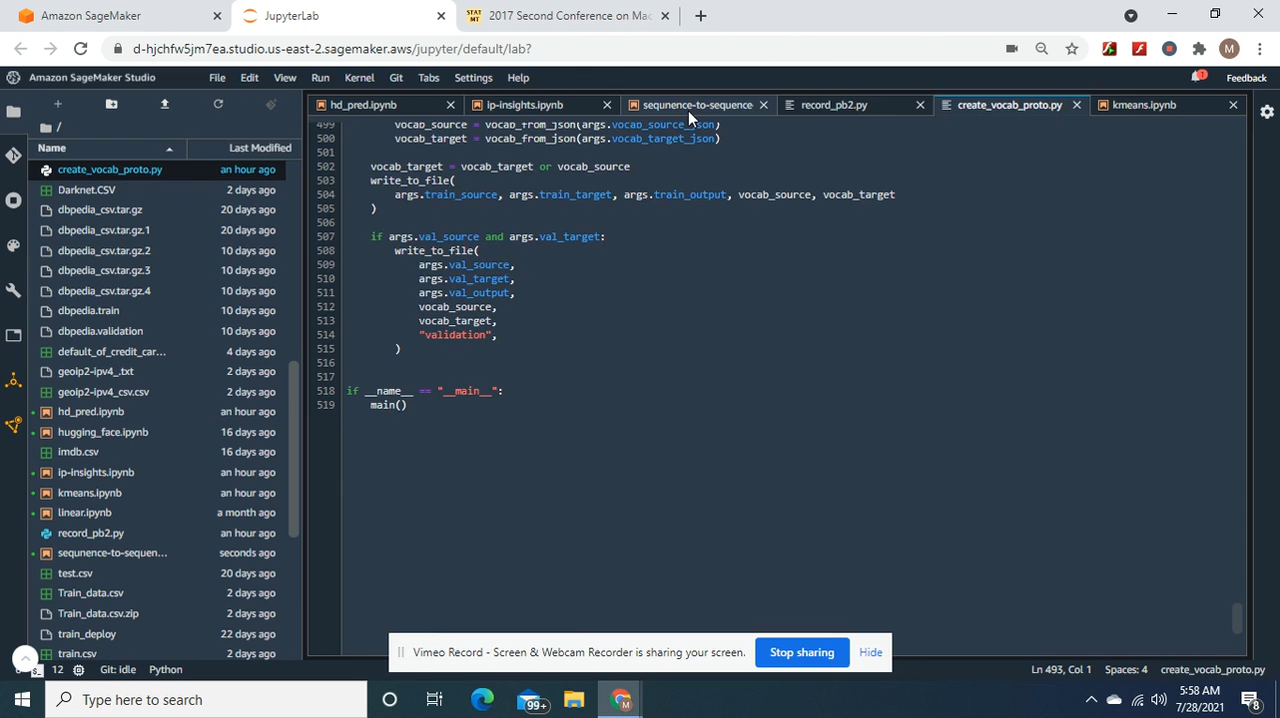 Amazon SageMaker
JupyterLab
STAT MT
2017 Second Conference on Mac
d-hjchfw5jm7ea.studio.us-east-2.sagemaker.aws/jupyter/default/lab?
M
Amazon SageMaker Studio
File Edit View Run Kernel Git Tabs Settings Help
1
Feedback
hd_pred.ipynb
ip-insights.ipynb
sequnence-to-sequence
record_pb2.py
create_vocab_proto.py
kmeans.ipynb
/
Name Last Modified
create_vocab_proto.py an hour ago
Darknet.CSV 2 days ago
dbpedia_csv.tar.gz 20 days ago
dbpedia_csv.tar.gz.1 20 days ago
dbpedia_csv.tar.gz.2 10 days ago
dbpedia_csv.tar.gz.3 10 days ago
dbpedia_csv.tar.gz.4 10 days ago
dbpedia.train 10 days ago
dbpedia.validation 10 days ago
default_of_credit_car... 4 days ago
geoip2-ipv4_.txt 2 days ago
geoip2-ipv4_csv.csv 2 days ago
hd_pred.ipynb an hour ago
hugging_face.ipynb 16 days ago
imdb.csv 16 days ago
ip-insights.ipynb an hour ago
kmeans.ipynb an hour ago
linear.ipynb a month ago
record_pb2.py an hour ago
sequnence-to-sequen... seconds ago
test.csv 20 days ago
Train_data.csv 2 days ago
Train_data.csv.zip 2 days ago
train_deploy 22 days ago
train.csv 2 days ago
499 vocab_source = vocab_from_json(args.vocab_source_json)
500 vocab_target = vocab_from_json(args.vocab_target_json)
501
502 vocab_target = vocab_target or vocab_source
503 write_to_file(
504 args.train_source, args.train_target, args.train_output, vocab_source, vocab_target
505 )
506
507 if args.val_source and args.val_target:
508 write_to_file(
509 args.val_source,
510 args.val_target,
511 args.val_output,
512 vocab_source,
513 vocab_target,
514 "validation",
515 )
516
517
518 if __name__ == "__main__":
519 main()
Vimeo Record - Screen & Webcam Recorder is sharing your screen. Stop sharing Hide
12 Git: idle Python
Ln 493, Col 1 Spaces: 4 create_vocab_proto.py
Type here to search
99+
M
5:58 AM
7/28/2021
8